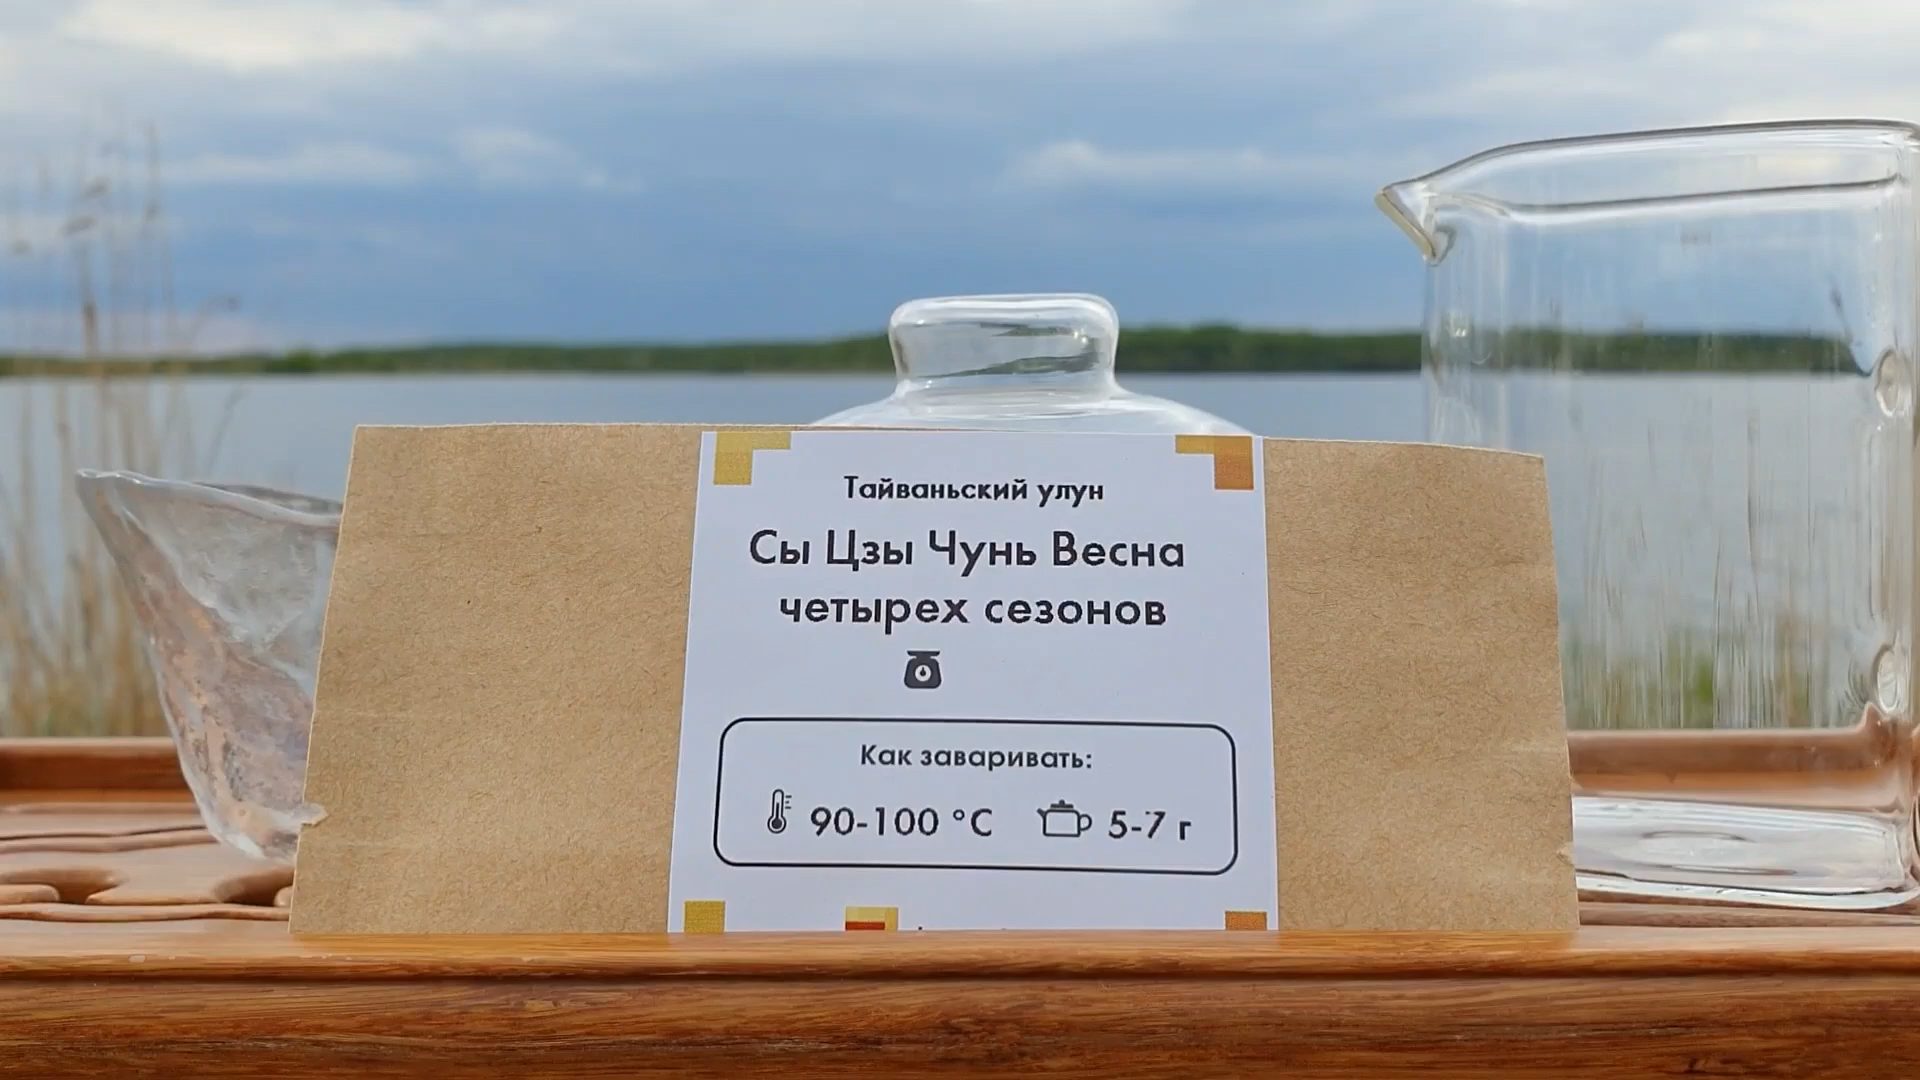 Тайваньский улун
Сы Цзы Чунь Весна
четырех сезонов
Как заваривать:
90-100 °C 5-7 г